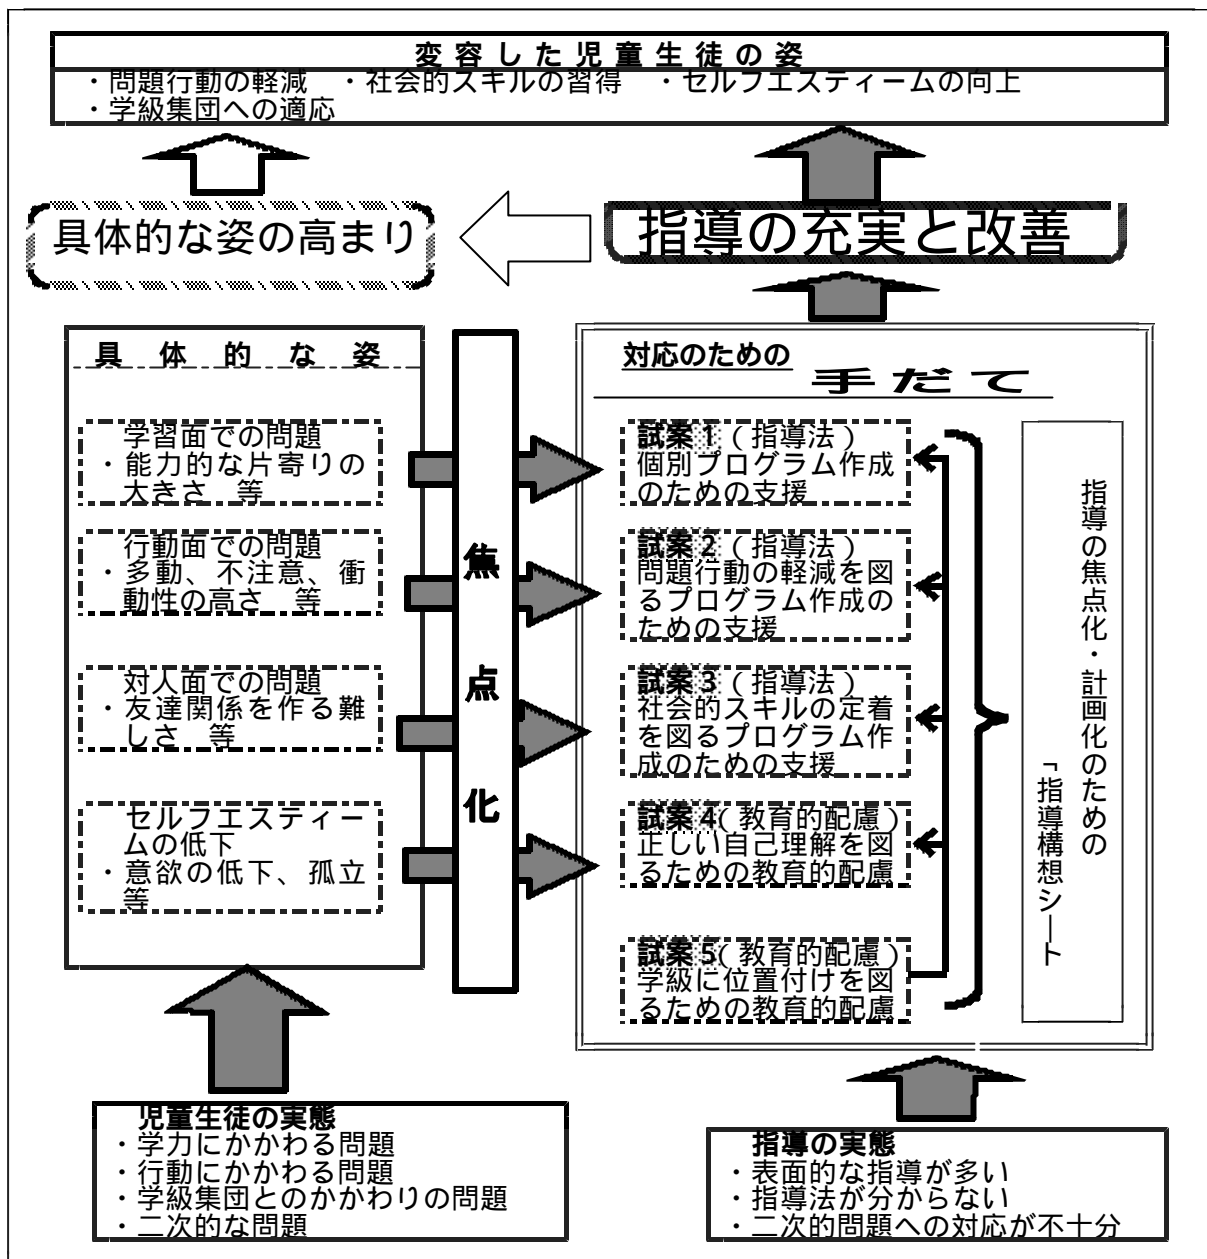 変容した児童生徒の姿
・問題行動の軽減　・社会的スキルの習得　・セルフエスティームの向上
・学級集団への適応
具体的な姿の高まり
指導の充実と改善
具体的な姿
学習面での問題
・能力的な片寄りの
大きさ　等
行動面での問題
・多動、不注意、衝
動性の高さ　等
対人面での問題
・友達関係を作る難
しさ　等
セルフエスティー
ムの低下
・意欲の低下、孤立
等
焦点化
対応のための
手だて
試案1（指導法）
個別プログラム作成
のための支援
試案2（指導法）
問題行動の軽減を図
るプログラム作成の
ための支援
試案3（指導法）
社会的スキルの定着
を図るプログラム作
成のための支援
試案4（教育的配慮）
正しい自己理解を図
るための教育的配慮
試案5（教育的配慮）
学級に位置付けを図
るための教育的配慮
指導の焦点化・計画化のための
「指導構想シート
児童生徒の実態
・学力にかかわる問題
・行動にかかわる問題
・学級集団とのかかわりの問題
・二次的な問題
指導の実態
・表面的な指導が多い
・指導法が分からない
・二次的問題への対応が不十分